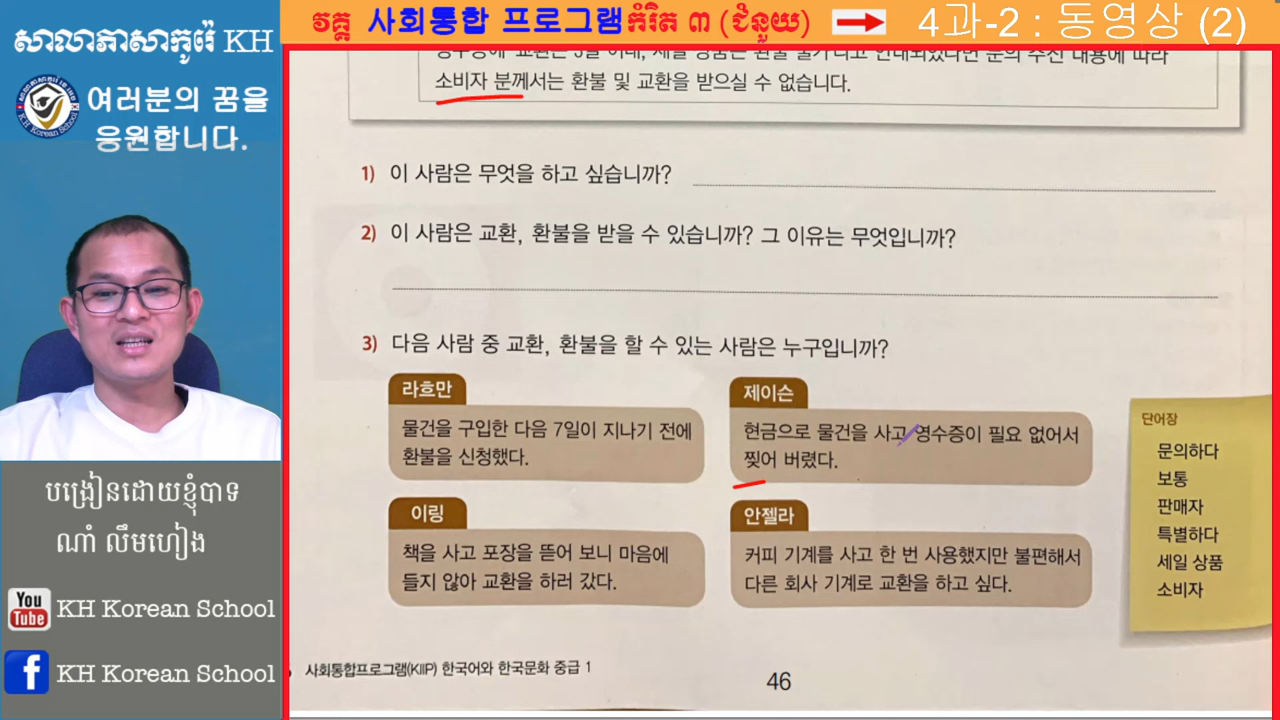 សាលាភាសាកូរ៉េ KH
여러분의 꿈을
응원합니다.
វគ្គ 사회통합 프로그램 កំរិត ៣ (ជំនួយ)
4과-2 : 동영상 (2)
소비자 분께서는 환불 및 교환을 받으실 수 없습니다.
1) 이 사람은 무엇을 하고 싶습니까?
2) 이 사람은 교환, 환불을 받을 수 있습니까? 그 이유는 무엇입니까?
3) 다음 사람 중 교환, 환불을 할 수 있는 사람은 누구입니까?
라흐만
물건을 구입한 다음 7일이 지나기 전에
환불을 신청했다.
제이슨
현금으로 물건을 사고 영수증이 필요 없어서
찢어 버렸다.
이링
책을 사고 포장을 뜯어 보니 마음에
들지 않아 교환을 하러 갔다.
안젤라
커피 기계를 사고 한 번 사용했지만 불편해서
다른 회사 기계로 교환을 하고 싶다.
단어장
문의하다
보통
판매자
특별하다
세일 상품
소비자
사회통합프로그램(KIIP) 한국어와 한국문화 중급 1
46
បង្រៀនដោយខ្ញុំបាទ
ណាំ លឹមហៀង
You Tube KH Korean School
f KH Korean School